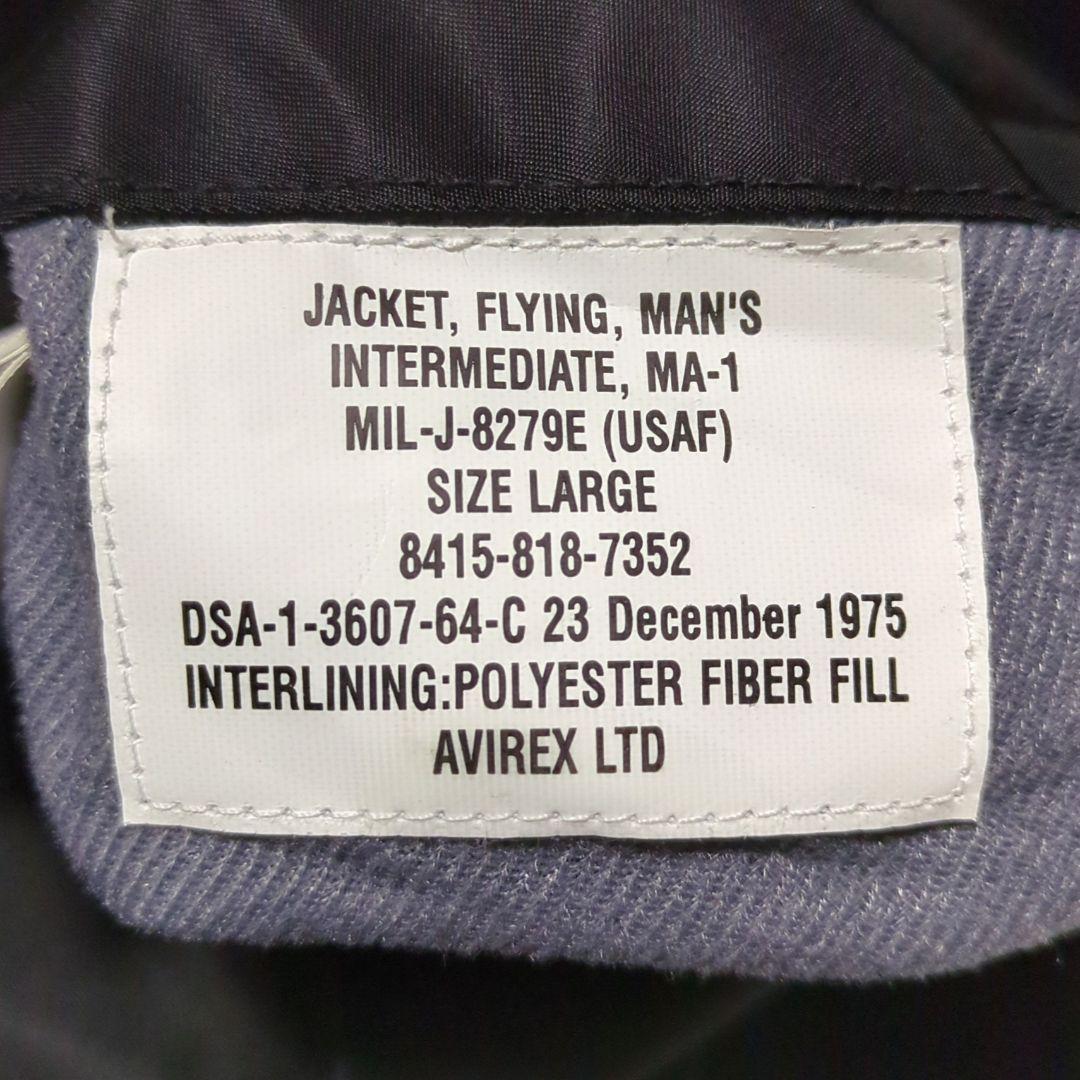 JACKET, FLYING, MAN'S
INTERMEDIATE, MA-1
MIL-J-8279E (USAF)
SIZE LARGE
8415-818-7352
DSA-1-3607-64-C 23 December 1975
INTERLINING:POLYESTER FIBER FILL
AVIREX LTD